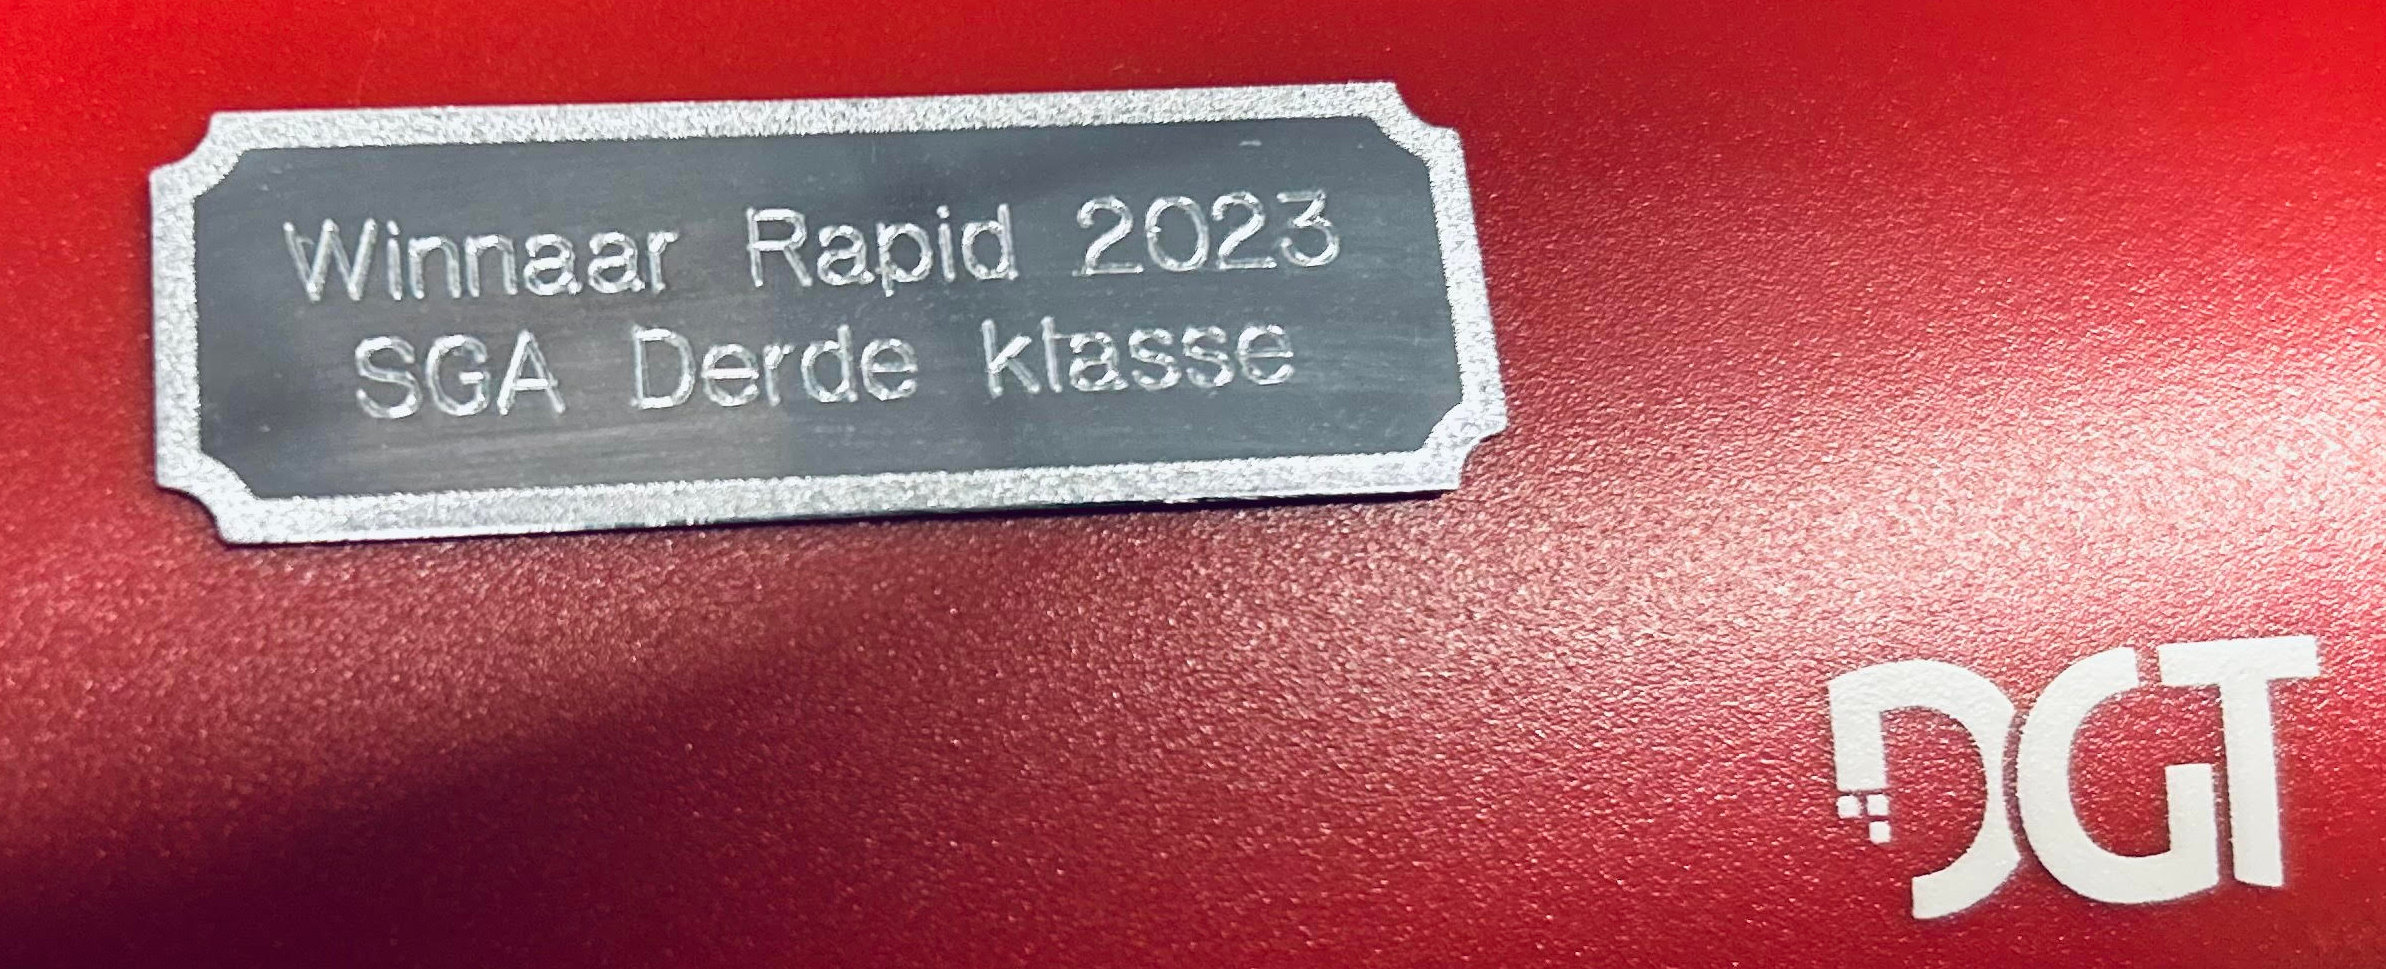 Winnaar Rapid 2023
SGA Derde klasse
DGT